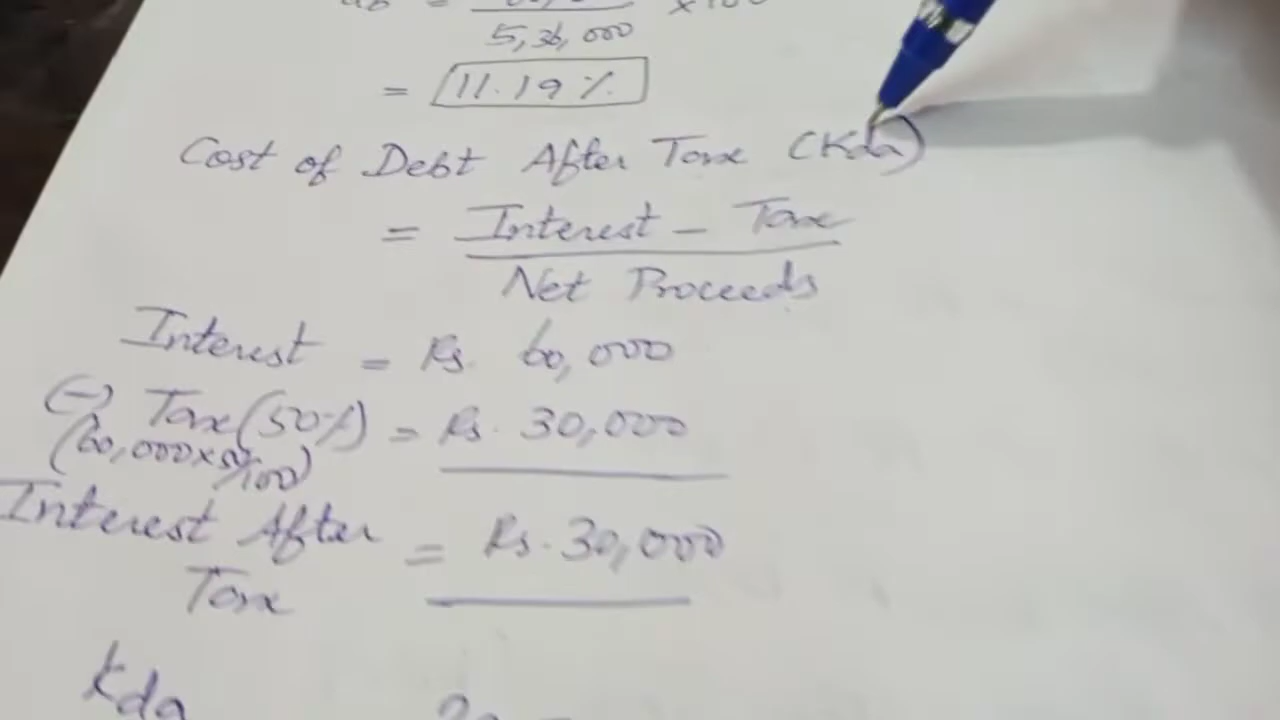 = ×100
5,36,000
= 11.19%
Cost of Debt After Tax (Kda)
= Interest - Tax
Net Proceeds
Interest = Rs. 60,000
(-) Tax (50%) = Rs. 30,000
(60,000×50/100)
Interest After = Rs. 30,000
Tax
Kda